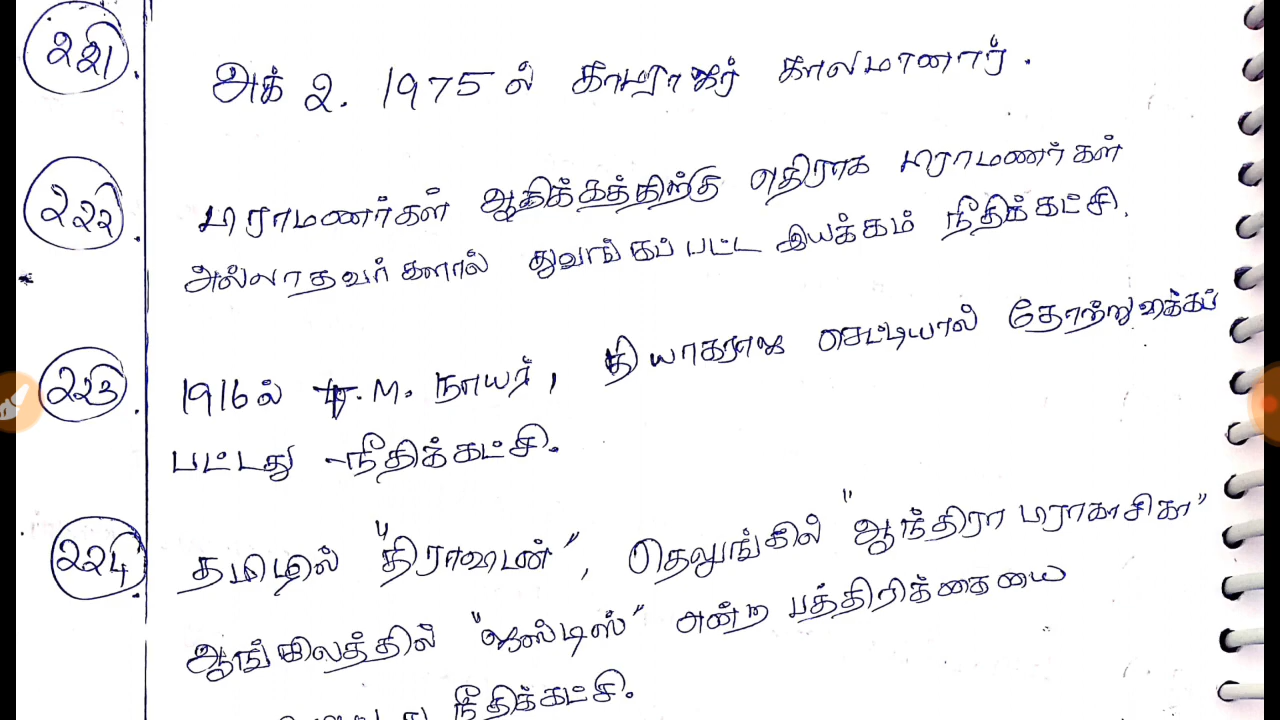 221. அக் 2. 1975 ல் காமராஜர் காலமானார்.
222. பிராமணர்கள் ஆதிக்கத்திற்கு எதிராக பிராமணர்கள்
அல்லாதவர்களால் துவங்கப் பட்ட இயக்கம் நீதிக்கட்சி.
223. 1916ல் T.M. நாயர், தியாகராஜ செட்டியால் தோற்றுவிக்கப்
பட்டது - நீதிக்கட்சி.
224. தமிழில் "திராவிடன்", தெலுங்கில் "ஆந்திரா பிராகாசிகா"
ஆங்கிலத்தில் "ஜஸ்டிஸ்" என்ற பத்திரிக்கையை
நீதிக்கட்சி.